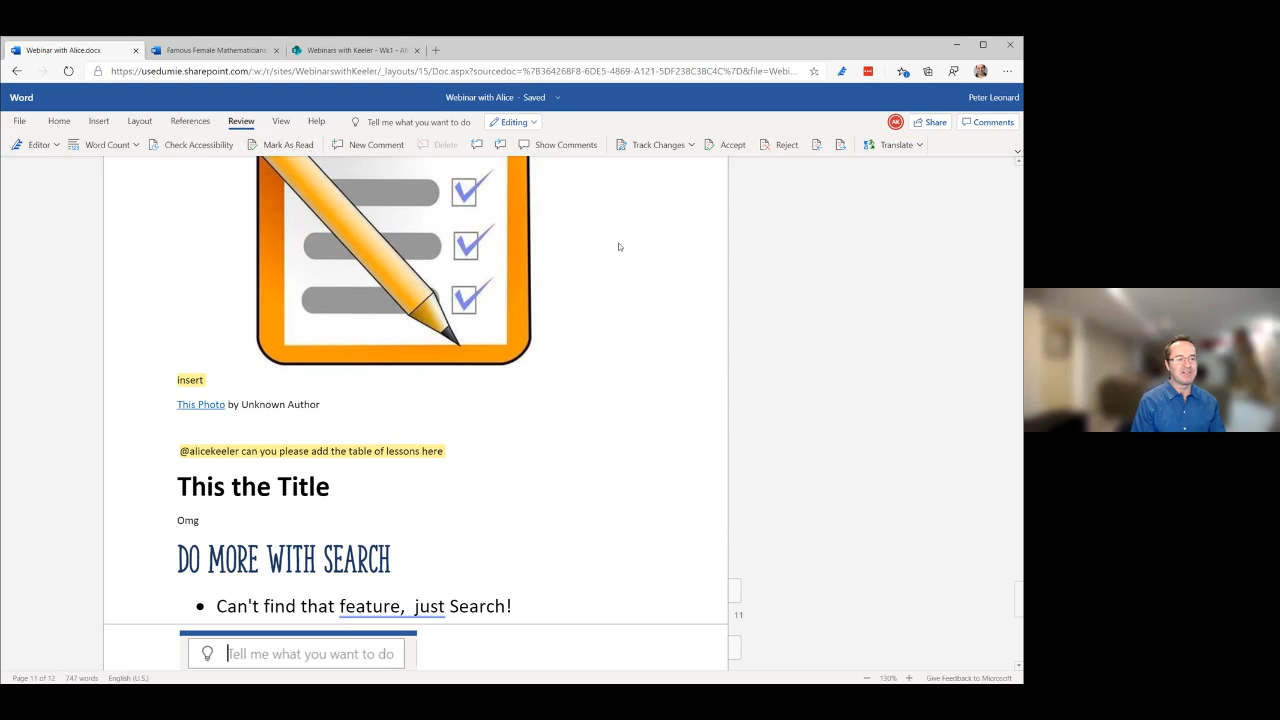 Webinar with Alice.docx
Famous Female Mathematicians.
Webinars with Keeler - Wk1 - Al
https://usedumie.sharepoint.com/:w:/r/sites/WebinarswithKeeler/_layouts/15/Doc.aspx?sourcedoc=%7B364268F8-6DE5-4869-A121-5DF238C38C4C%7D&file=Webi...
Word
Webinar with Alice - Saved
Peter Leonard
File Home Insert Layout References Review View Help Tell me what you want to do Editing AK Share Comments
Editor Word Count Check Accessibility Mark As Read New Comment Delete Show Comments Track Changes Accept Reject Translate
insert
This Photo by Unknown Author
@alicekeeler can you please add the table of lessons here
This the Title
Omg
DO MORE WITH SEARCH
• Can't find that feature, just Search!
11
Tell me what you want to do
Page 11 of 12 747 words English (U.S.) 130% Give Feedback to Microsoft